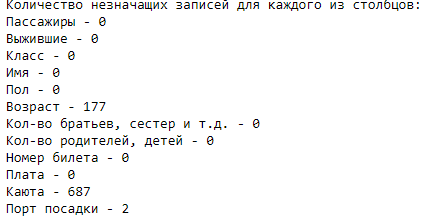 Количество незначащих записей для каждого из столбцов:
Пассажиры - 0
Выжившие - 0
Класс - 0
Имя - 0
Пол - 0
Возраст - 177
Кол-во братьев, сестер и т.д. - 0
Кол-во родителей, детей - 0
Номер билета - 0
Плата - 0
Каюта - 687
Порт посадки - 2